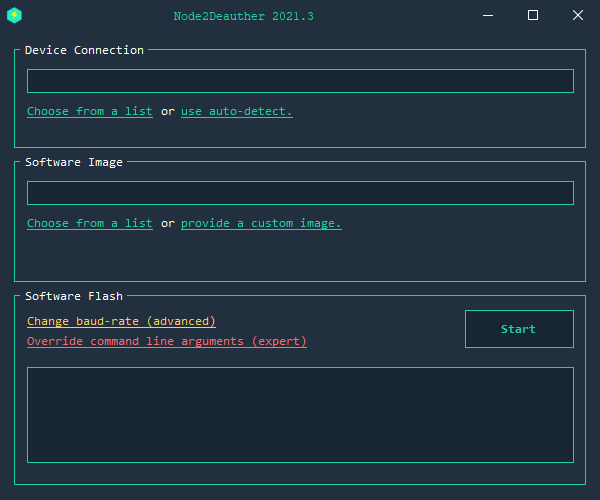 Node2Deauther 2021.3
Device Connection
Choose from a list or use auto-detect.
Software Image
Choose from a list or provide a custom image.
Software Flash
Change baud-rate (advanced)
Override command line arguments (expert)
Start